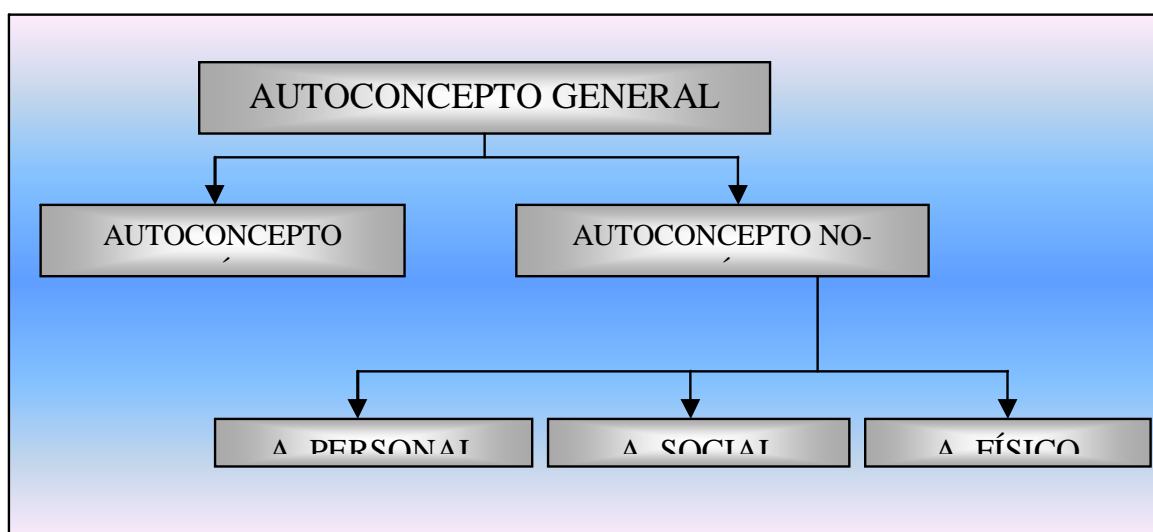 AUTOCONCEPTO GENERAL
AUTOCONCEPTO
AUTOCONCEPTO NO-
A. PERSONAL
A. SOCIAL
A. FÍSICO